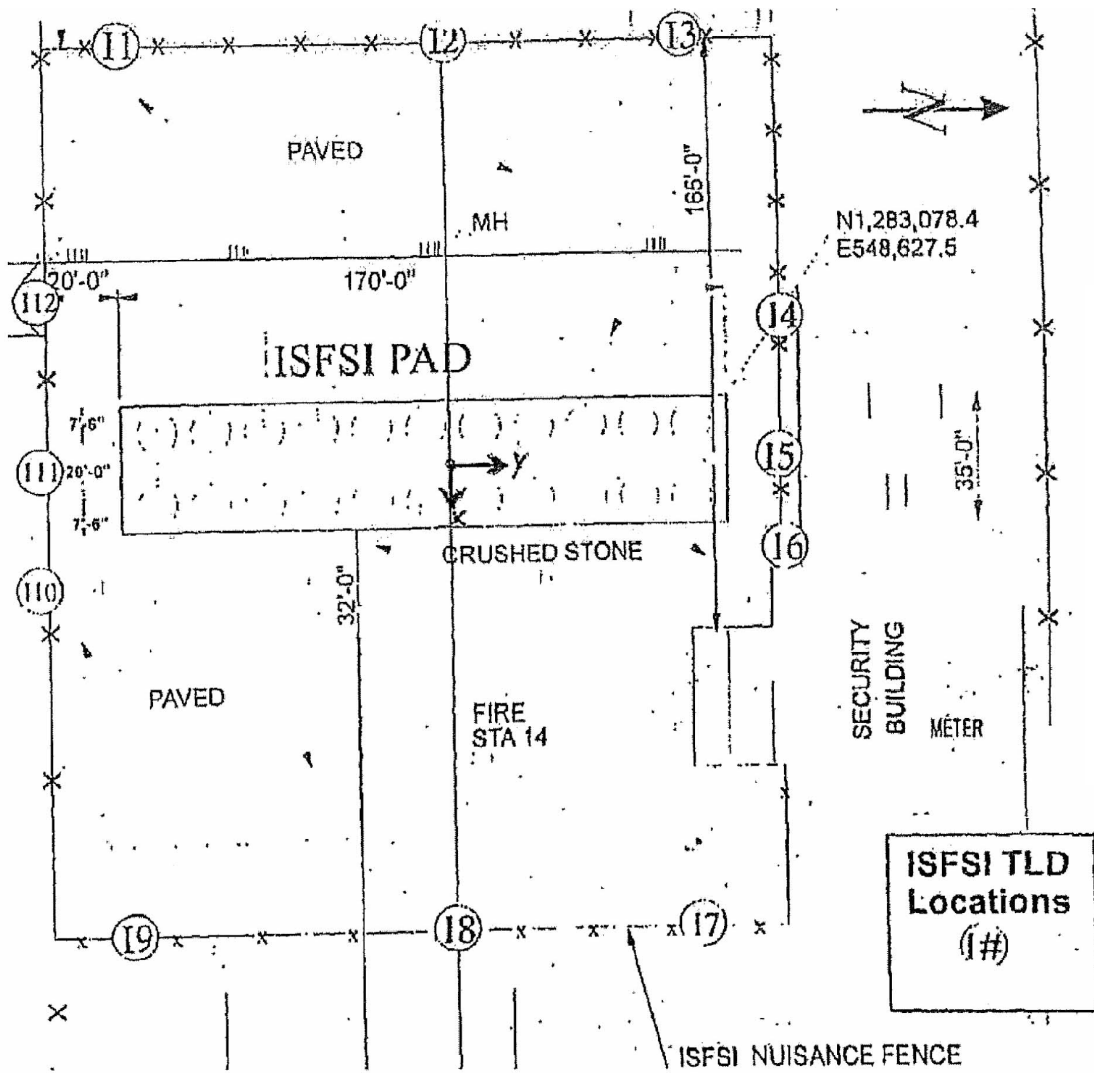 I1
I2
I3
PAVED
N
166'-0"
MH
N1,283,078.4
E548,627.5
20'-0"
170'-0"
I12
I4
ISFSI PAD
7'-6"
I11
20'-0"
y
I5
35'-0"
7'-6"
x
CRUSHED STONE
I6
I10
32'-0"
PAVED
FIRE
STA 14
SECURITY
BUILDING
METER
ISFSI TLD
Locations
(I#)
I9
I8
I7
ISFSI NUISANCE FENCE